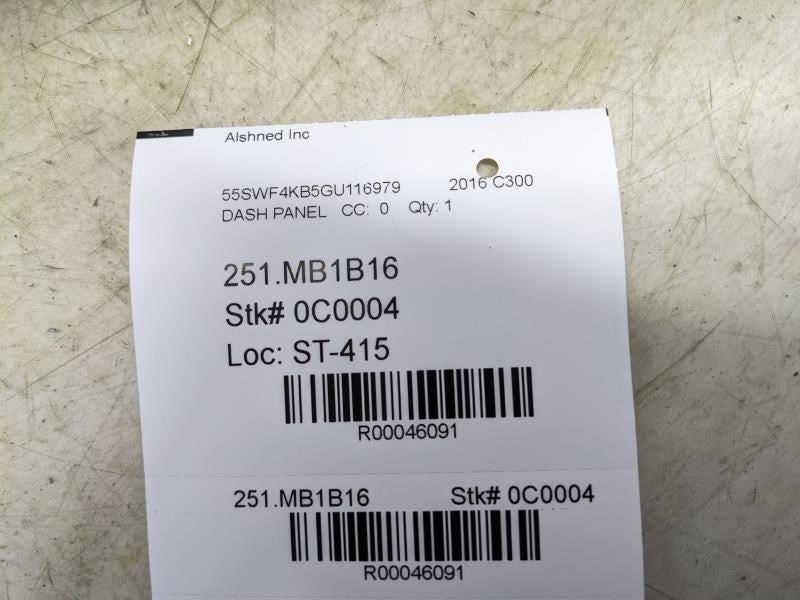 Alshned Inc
55SWF4KB5GU116979 2016 C300
DASH PANEL CC: 0 Qty: 1
251.MB1B16
Stk# 0C0004
Loc: ST-415
R00046091
251.MB1B16 Stk# 0C0004
R00046091